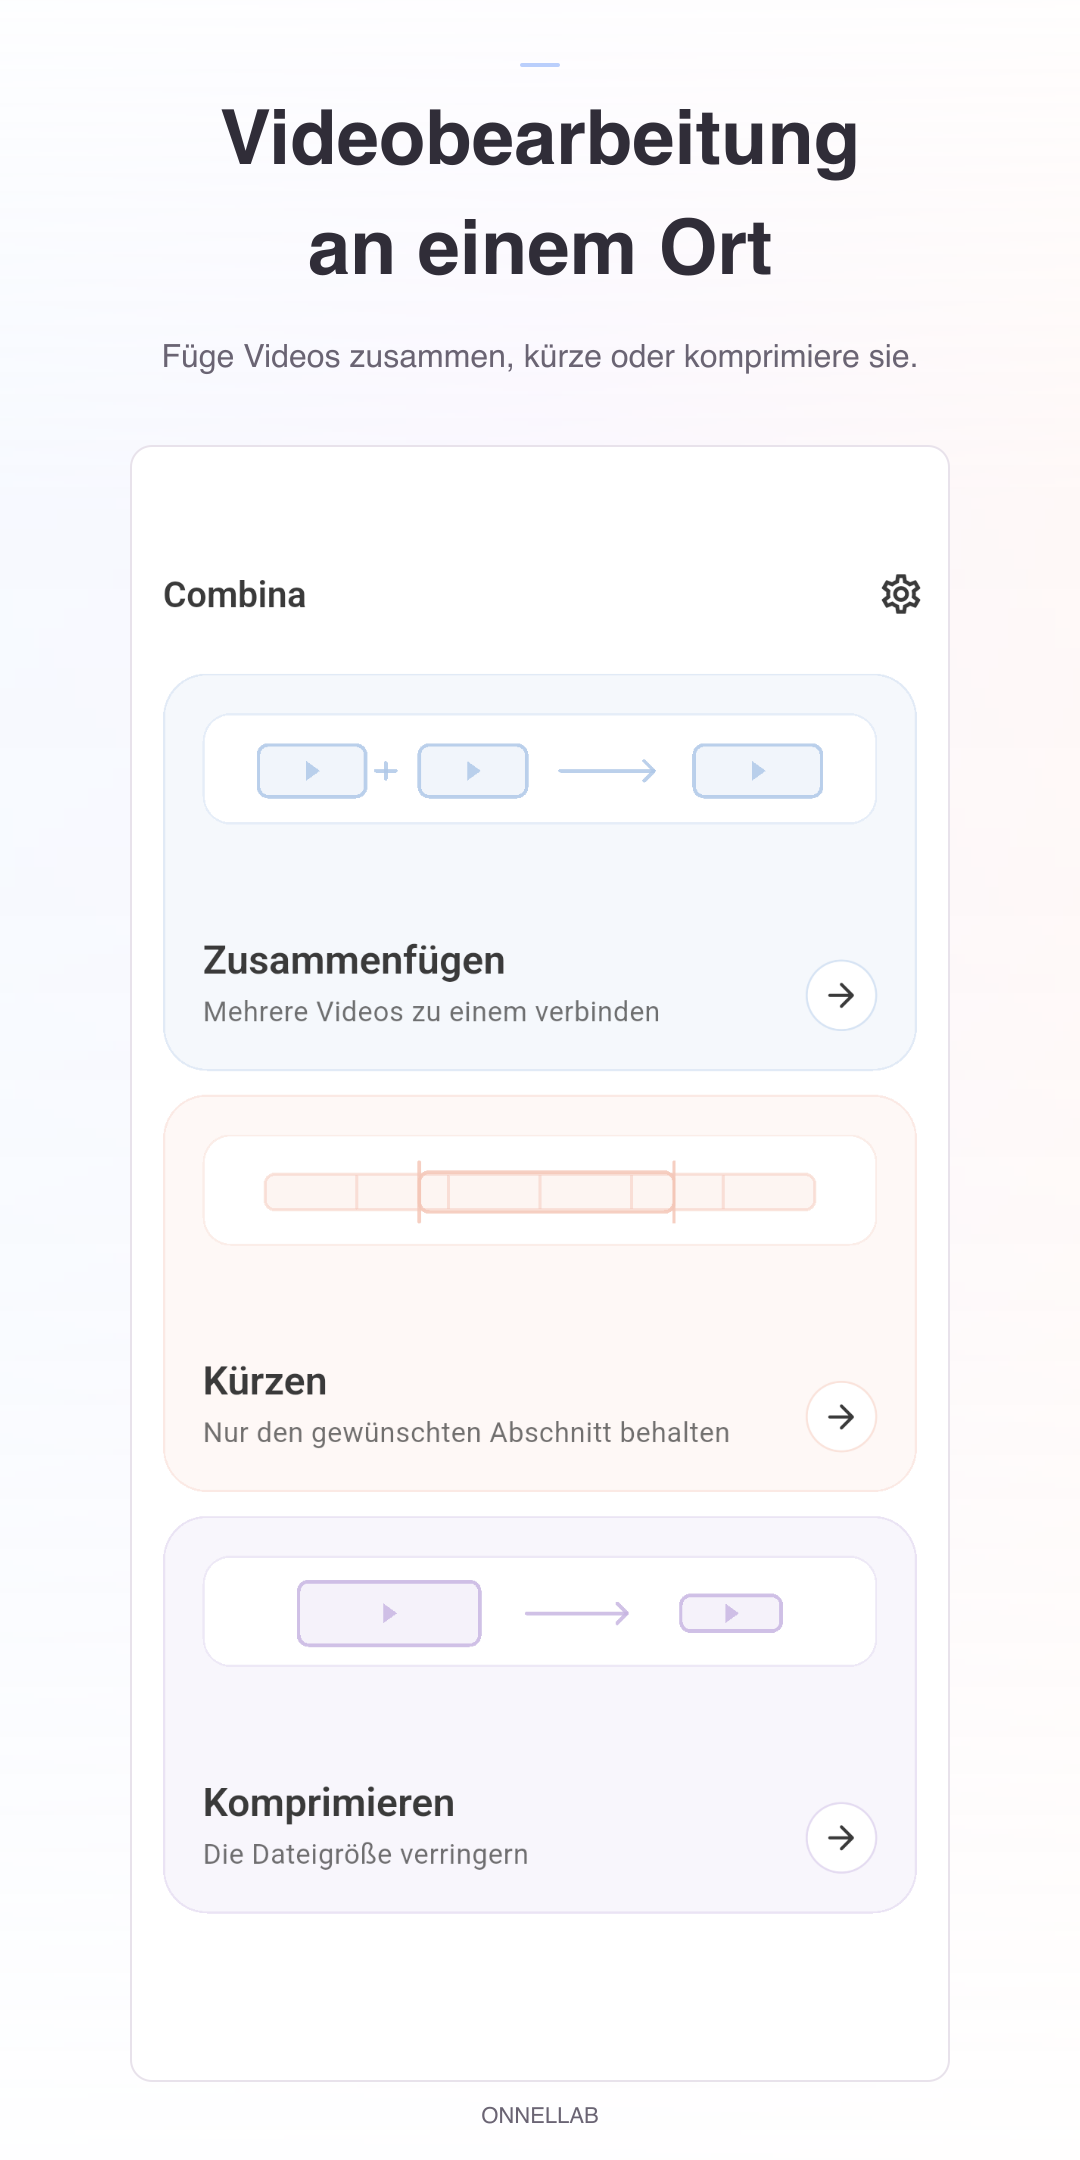 Videobearbeitung
an einem Ort
Füge Videos zusammen, kürze oder komprimiere sie.
Combina
Zusammenfügen
Mehrere Videos zu einem verbinden
Kürzen
Nur den gewünschten Abschnitt behalten
Komprimieren
Die Dateigröße verringern
ONNELLAB